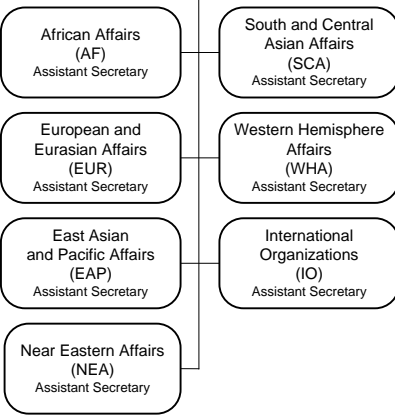 African Affairs
(AF)
Assistant Secretary
South and Central
Asian Affairs
(SCA)
Assistant Secretary
European and
Eurasian Affairs
(EUR)
Assistant Secretary
Western Hemisphere
Affairs
(WHA)
Assistant Secretary
East Asian
and Pacific Affairs
(EAP)
Assistant Secretary
International
Organizations
(IO)
Assistant Secretary
Near Eastern Affairs
(NEA)
Assistant Secretary